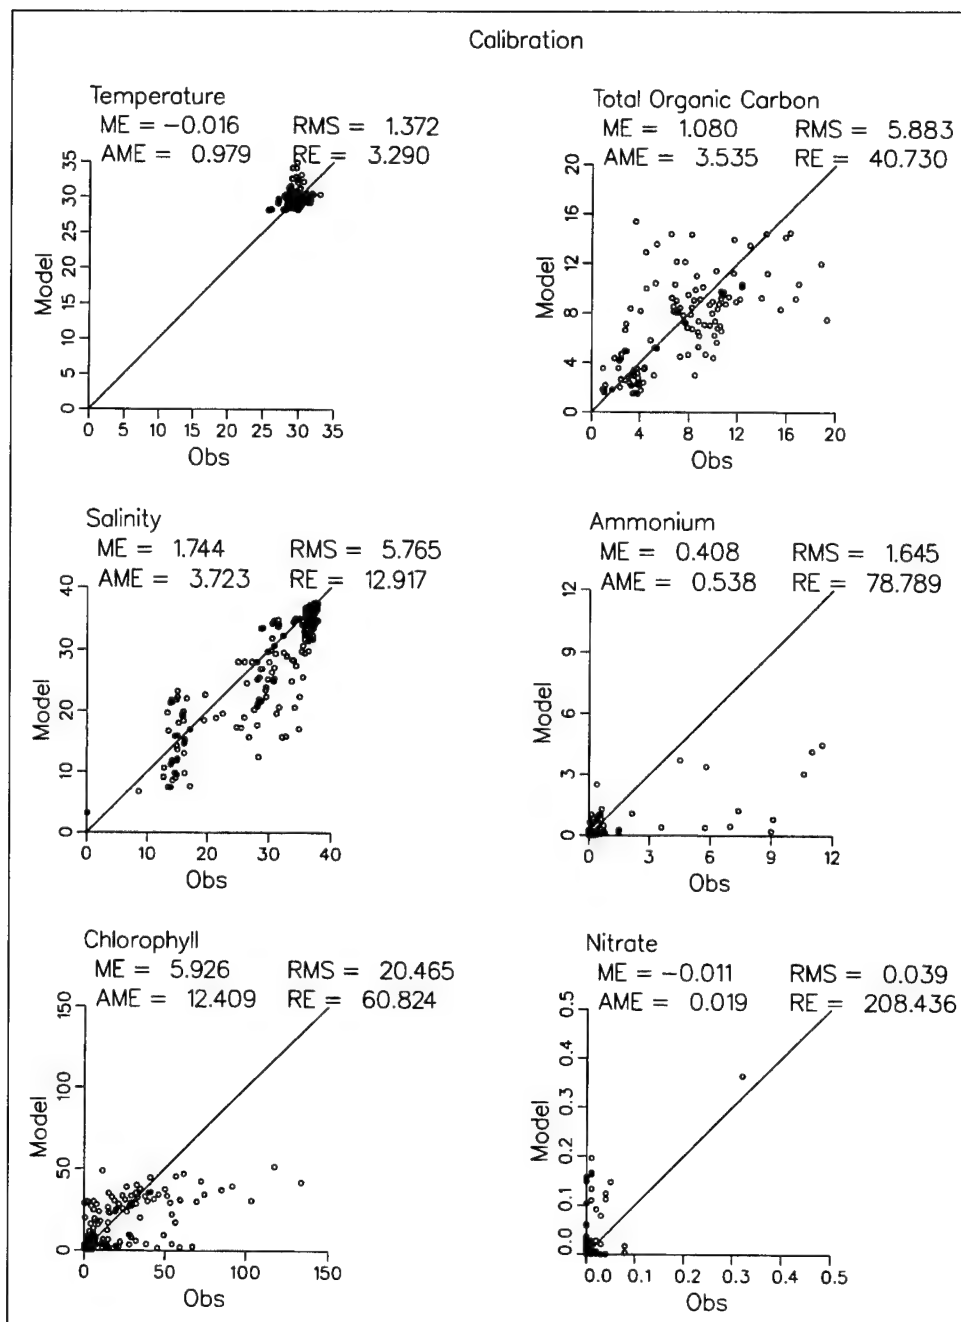 Calibration
Temperature
ME = -0.016 RMS = 1.372
AME = 0.979 RE = 3.290
35
30
25
20
15
10
5
0
Model
0 5 10 15 20 25 30 35
Obs
Total Organic Carbon
ME = 1.080 RMS = 5.883
AME = 3.535 RE = 40.730
20
16
12
8
4
0
Model
0 4 8 12 16 20
Obs
Salinity
ME = 1.744 RMS = 5.765
AME = 3.723 RE = 12.917
40
30
20
10
0
Model
0 10 20 30 40
Obs
Ammonium
ME = 0.408 RMS = 1.645
AME = 0.538 RE = 78.789
12
9
6
3
0
Model
0 3 6 9 12
Obs
Chlorophyll
ME = 5.926 RMS = 20.465
AME = 12.409 RE = 60.824
150
100
50
0
Model
0 50 100 150
Obs
Nitrate
ME = -0.011 RMS = 0.039
AME = 0.019 RE = 208.436
0.5
0.4
0.3
0.2
0.1
0.0
Model
0.0 0.1 0.2 0.3 0.4 0.5
Obs